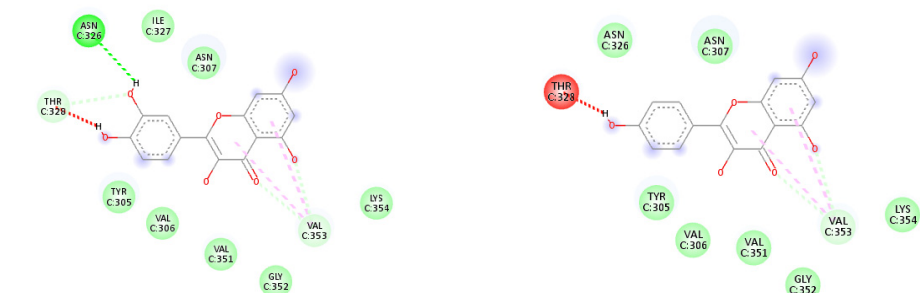 ASN
C:326
ILE
C:327
ASN
C:307
THR
C:328
H
O
H
O
O
O
O
O
O
TYR
C:305
VAL
C:306
VAL
C:351
GLY
C:352
VAL
C:353
LYS
C:354
ASN
C:326
ASN
C:307
THR
C:328
H
O
O
O
O
O
O
TYR
C:305
VAL
C:306
VAL
C:351
GLY
C:352
VAL
C:353
LYS
C:354